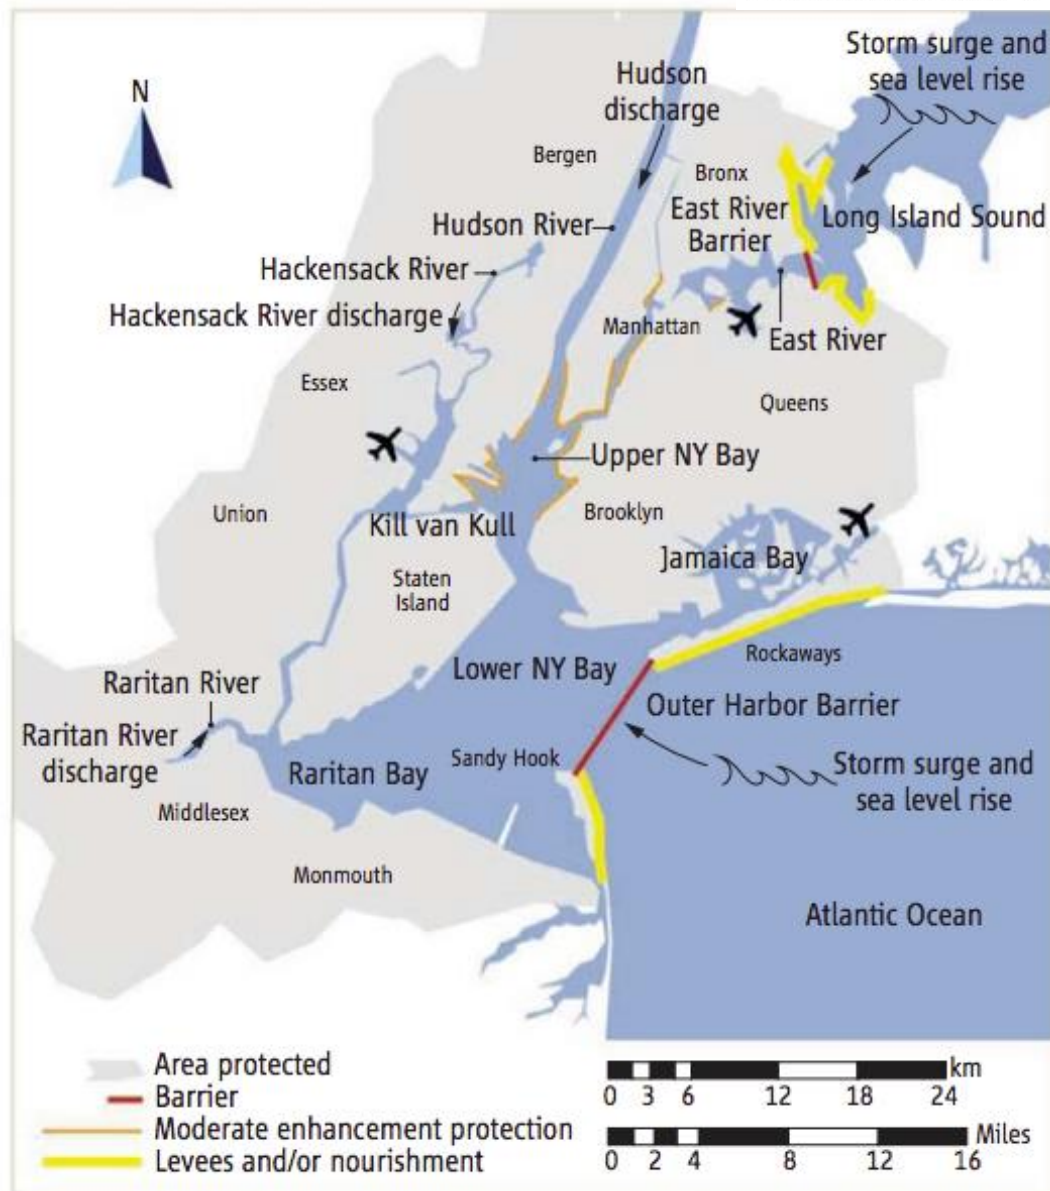 Storm surge and
sea level rise
N
Hudson
discharge
Bergen
Bronx
East River
Barrier
Long Island Sound
Hudson River
Hackensack River
Hackensack River discharge
Manhattan
East River
Essex
Queens
Upper NY Bay
Union
Kill van Kull
Brooklyn
Jamaica Bay
Staten
Island
Lower NY Bay
Rockaways
Raritan River
Outer Harbor Barrier
Raritan River
discharge
Raritan Bay
Sandy Hook
Storm surge and
sea level rise
Middlesex
Monmouth
Atlantic Ocean
Area protected
Barrier
Moderate enhancement protection
Levees and/or nourishment
km
0 3 6 12 18 24
Miles
0 2 4 8 12 16